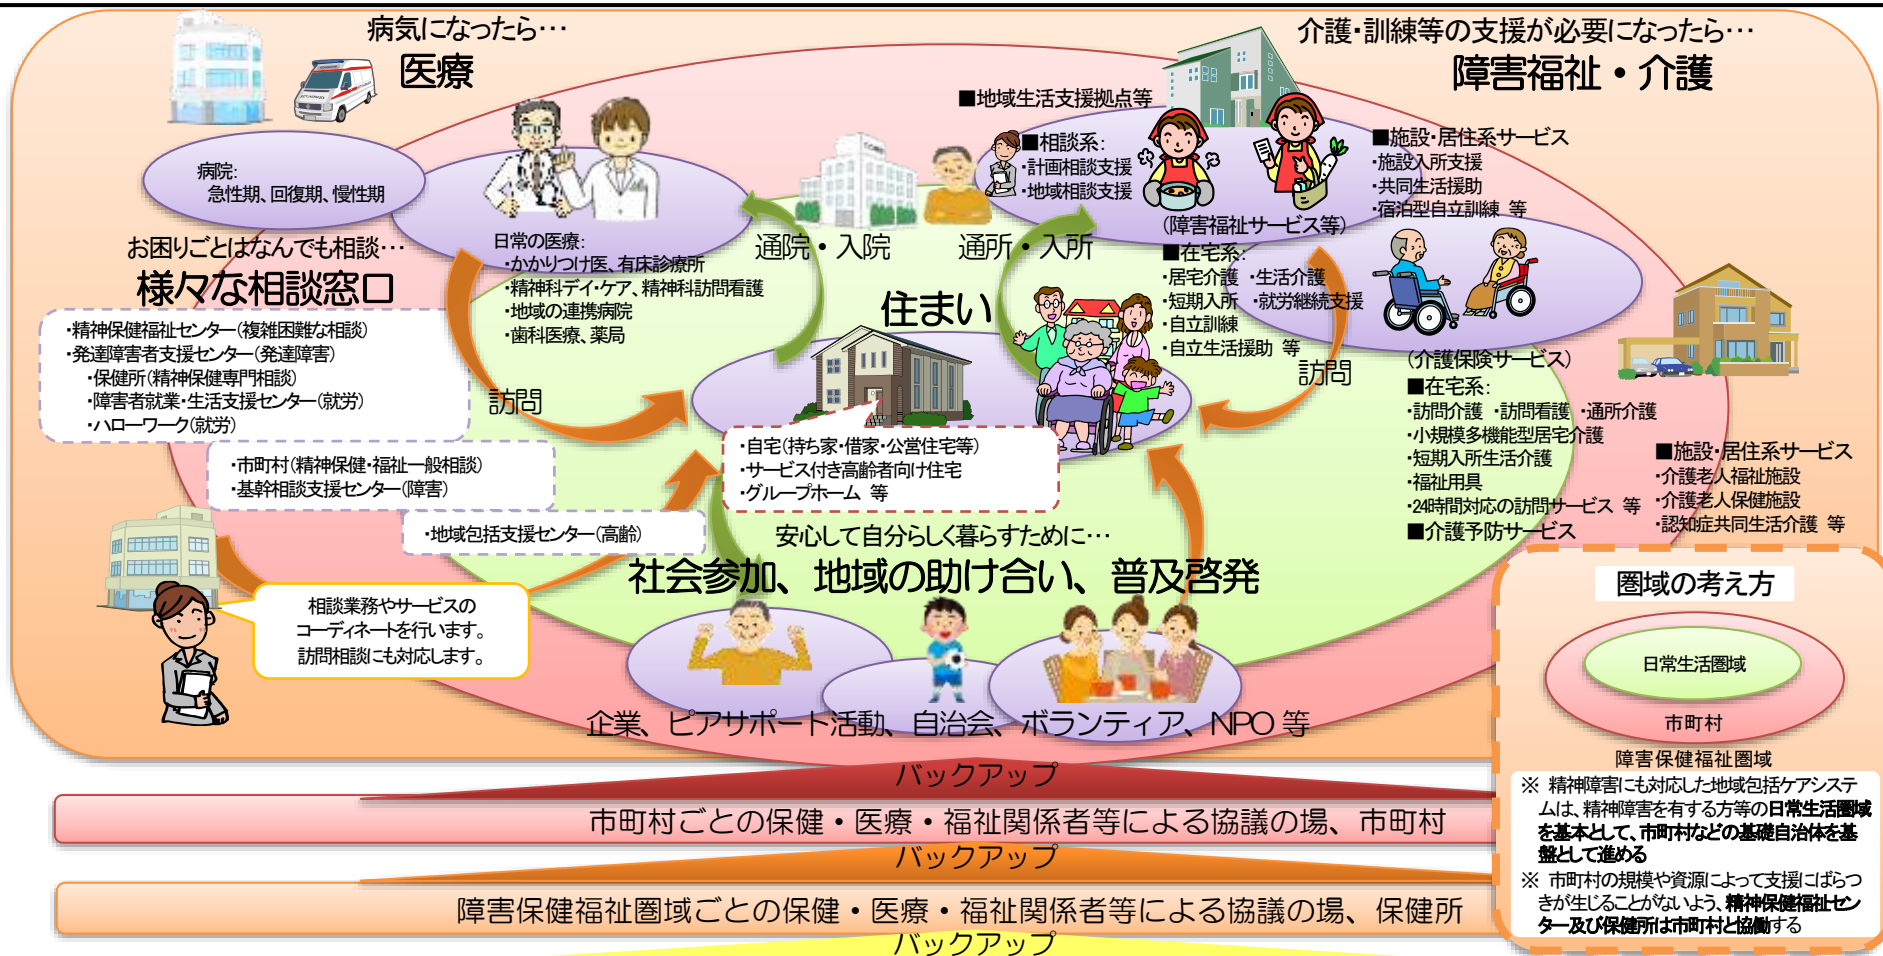 病気になったら…
医療
病院:
急性期、回復期、慢性期
日常の医療:
・かかりつけ医、有床診療所
・精神科デイ・ケア、精神科訪問看護
・地域の連携病院
・歯科医療、薬局
通院・入院
通所・入所
介護・訓練等の支援が必要になったら…
障害福祉・介護
■地域生活支援拠点等
■相談系:
・計画相談支援
・地域相談支援
■施設・居住系サービス
・施設入所支援
・共同生活援助
・宿泊型自立訓練 等
(障害福祉サービス等)
■在宅系:
・居宅介護 ・生活介護
・短期入所 ・就労継続支援
・自立訓練
・自立生活援助 等
訪問
(介護保険サービス)
■在宅系:
・訪問介護 ・訪問看護 ・通所介護
・小規模多機能型居宅介護
・短期入所生活介護
・福祉用具
・24時間対応の訪問サービス 等
■介護予防サービス
■施設・居住系サービス
・介護老人福祉施設
・介護老人保健施設
・認知症共同生活介護 等
お困りごとはなんでも相談…
様々な相談窓口
・精神保健福祉センター(複雑困難な相談)
・発達障害者支援センター(発達障害)
・保健所(精神保健専門相談)
・障害者就業・生活支援センター(就労)
・ハローワーク(就労)
・市町村(精神保健・福祉一般相談)
・基幹相談支援センター(障害)
・地域包括支援センター(高齢)
訪問
相談業務やサービスの
コーディネートを行います。
訪問相談にも対応します。
住まい
・自宅(持ち家・借家・公営住宅等)
・サービス付き高齢者向け住宅
・グループホーム 等
安心して自分らしく暮らすために…
社会参加、地域の助け合い、普及啓発
企業、ピアサポート活動、自治会、ボランティア、NPO 等
バックアップ
市町村ごとの保健・医療・福祉関係者等による協議の場、市町村
バックアップ
障害保健福祉圏域ごとの保健・医療・福祉関係者等による協議の場、保健所
バックアップ
圏域の考え方
日常生活圏域
市町村
障害保健福祉圏域
※ 精神障害にも対応した地域包括ケアシステ
ムは、精神障害を有する方等の日常生活圏域
を基本として、市町村などの基礎自治体を基
盤として進める
※ 市町村の規模や資源によって支援にばらつ
きが生じることがないよう、精神保健福祉セン
ター及び保健所は市町村と協働する